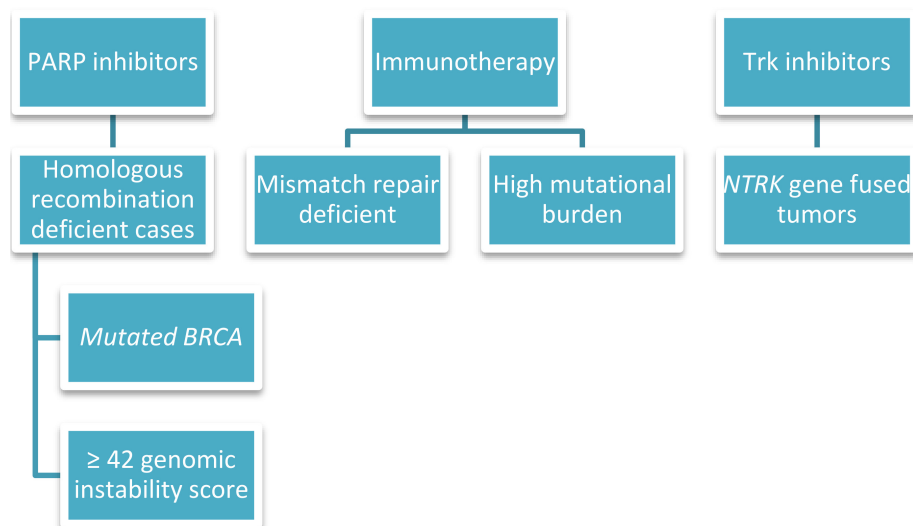 PARP inhibitors
Immunotherapy
Trk inhibitors
Homologous
recombination
deficient cases
Mismatch repair
deficient
High mutational
burden
NTRK gene fused
tumors
Mutated BRCA
≥ 42 genomic
instability score